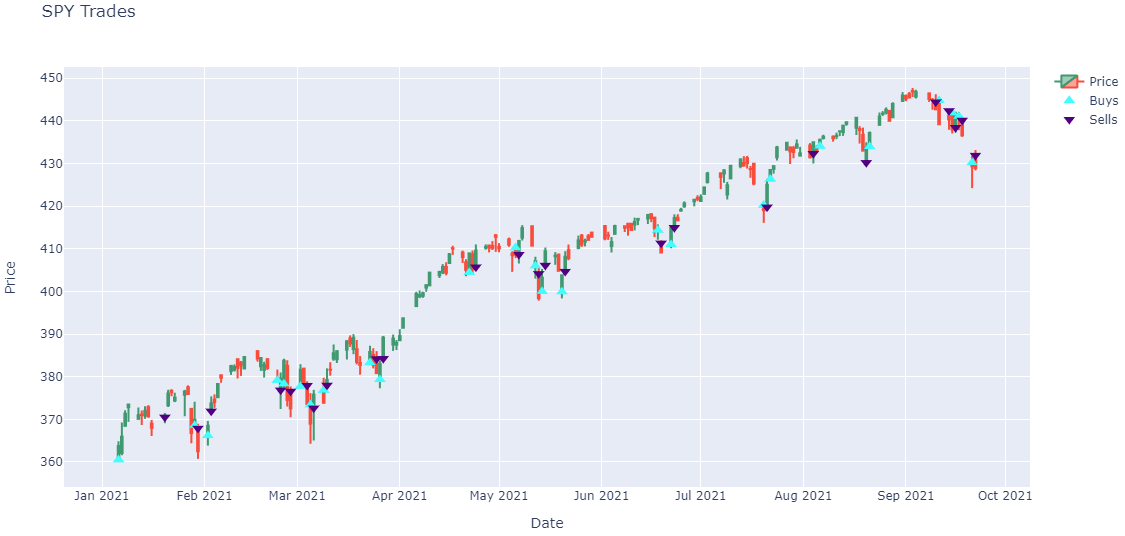 SPY Trades
Price
Buys
Sells
450
440
430
420
410
400
390
380
370
360
Price
Jan 2021
Feb 2021
Mar 2021
Apr 2021
May 2021
Jun 2021
Jul 2021
Aug 2021
Sep 2021
Oct 2021
Date